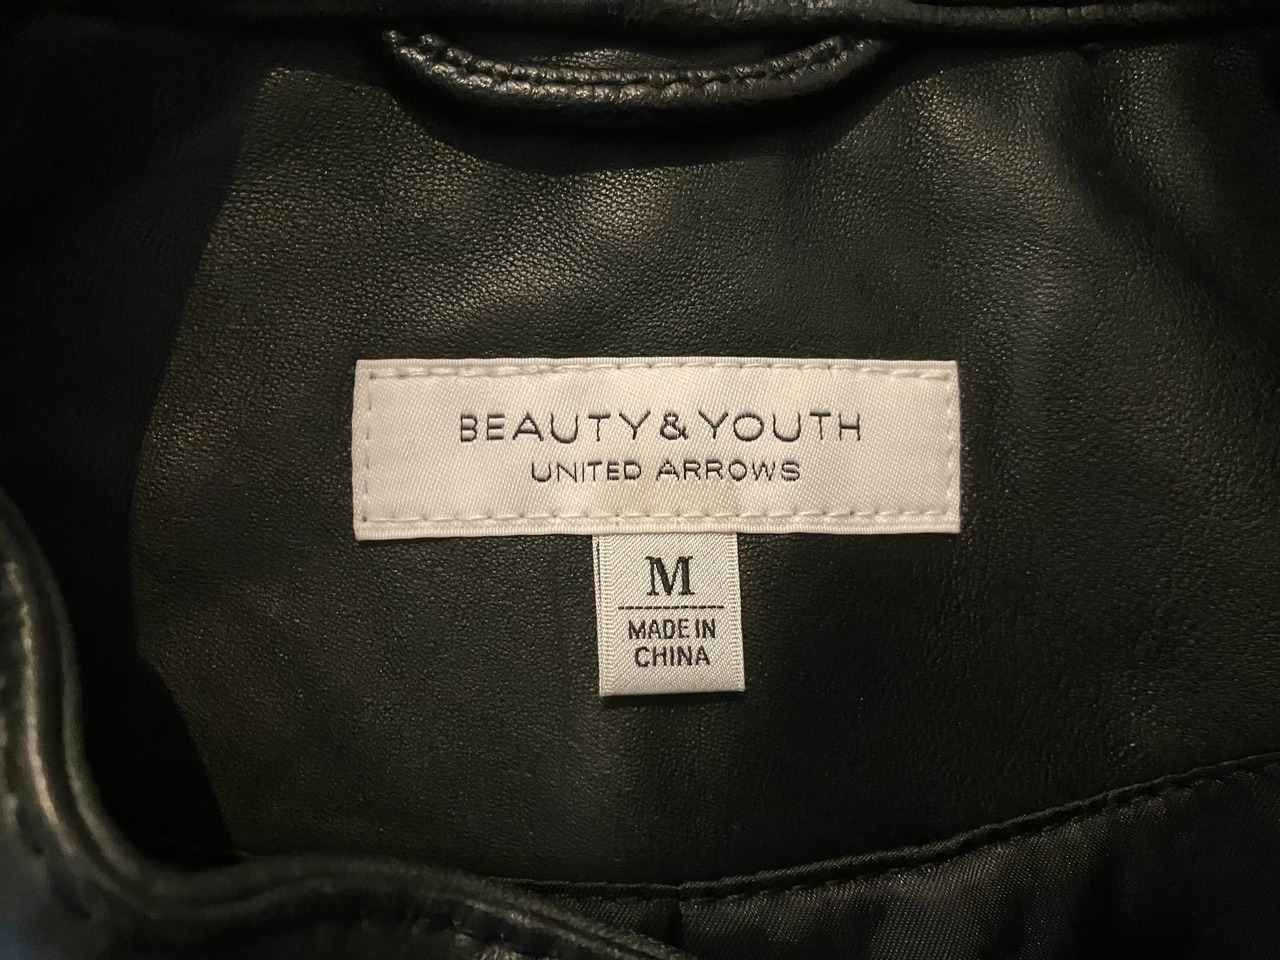 BEAUTY & YOUTH
UNITED ARROWS
M
MADE IN
CHINA